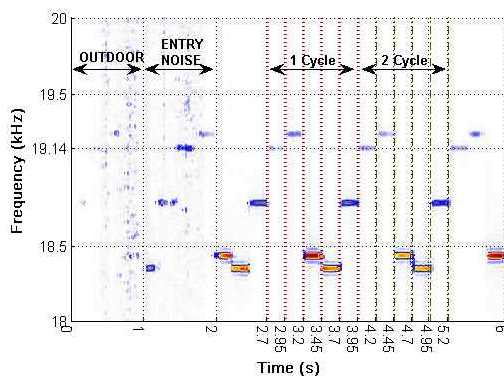 20
19.5
19.14
18.5
18
Frequency (kHz)
OUTDOOR
ENTRY
NOISE
1 Cycle
2 Cycle
0
1
2
2.7
2.95
3.2
3.45
3.7
3.95
4.2
4.45
4.7
4.95
5.2
6
Time (s)